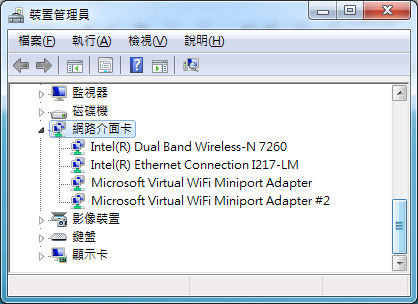 裝置管理員
檔案(F) 執行(A) 檢視(V) 說明(H)
監視器
磁碟機
網路介面卡
Intel(R) Dual Band Wireless-N 7260
Intel(R) Ethernet Connection I217-LM
Microsoft Virtual WiFi Miniport Adapter
Microsoft Virtual WiFi Miniport Adapter #2
影像裝置
鍵盤
顯示卡